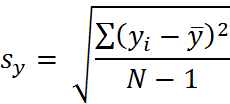 s_y = √(∑(y_i − ȳ)² / (N − 1))